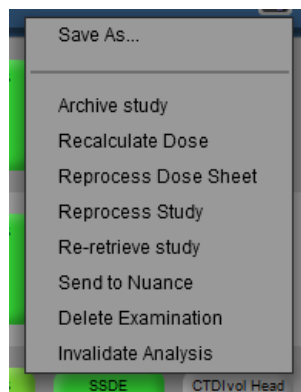 Save As...
Archive study
Recalculate Dose
Reprocess Dose Sheet
Reprocess Study
Re-retrieve study
Send to Nuance
Delete Examination
Invalidate Analysis
SSDE CTDIvol Head